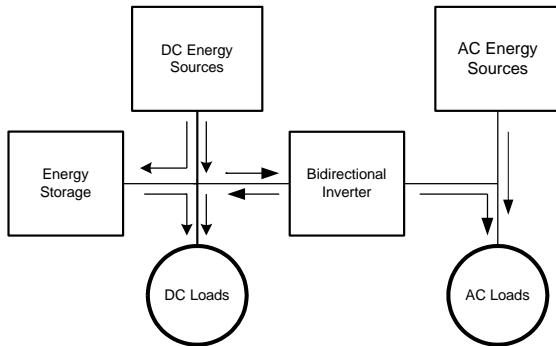 DC Energy
Sources
AC Energy
Sources
Energy
Storage
Bidirectional
Inverter
DC Loads
AC Loads